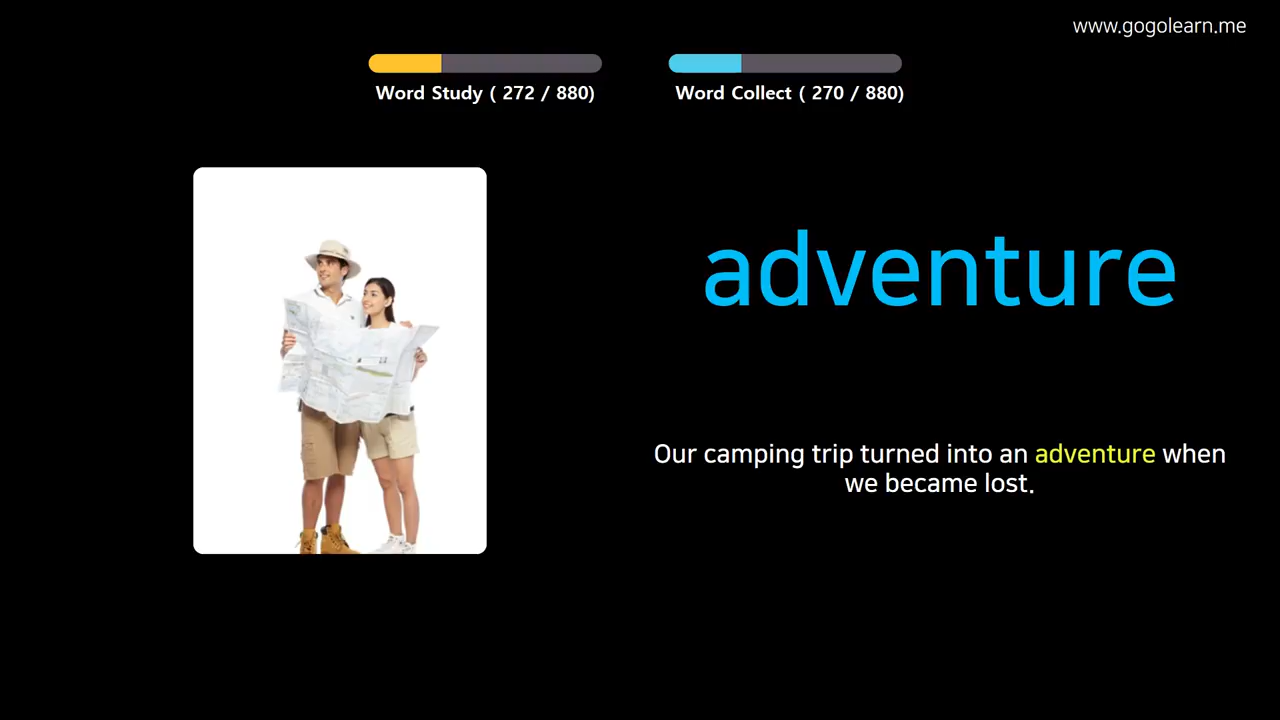 www.gogolearn.me
Word Study ( 272 / 880)
Word Collect ( 270 / 880)
adventure
Our camping trip turned into an adventure when
we became lost.